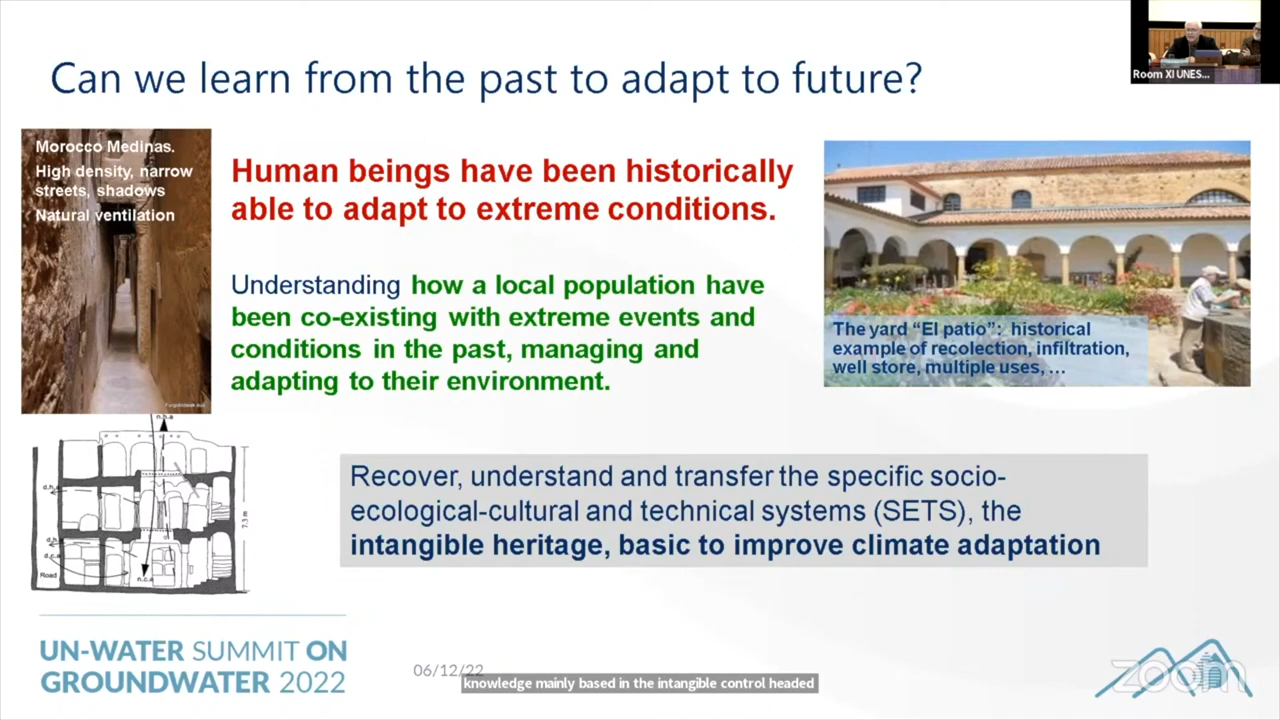 Room XI UNES...
Can we learn from the past to adapt to future?
Morocco Medinas.
High density, narrow
streets, shadows
Natural ventilation
Human beings have been historically
able to adapt to extreme conditions.
Understanding how a local population have
been co-existing with extreme events and
conditions in the past, managing and
adapting to their environment.
The yard “El patio”: historical
example of recolection, infiltration,
well store, multiple uses, ...
n.h.a
d.h.
7.3 m
d.h.
d.c.a
Road
n.c.a
Recover, understand and transfer the specific socio-
ecological-cultural and technical systems (SETS), the
intangible heritage, basic to improve climate adaptation
UN-WATER SUMMIT ON
GROUNDWATER 2022
06/12/22
knowledge mainly based in the intangible control headed
zoom